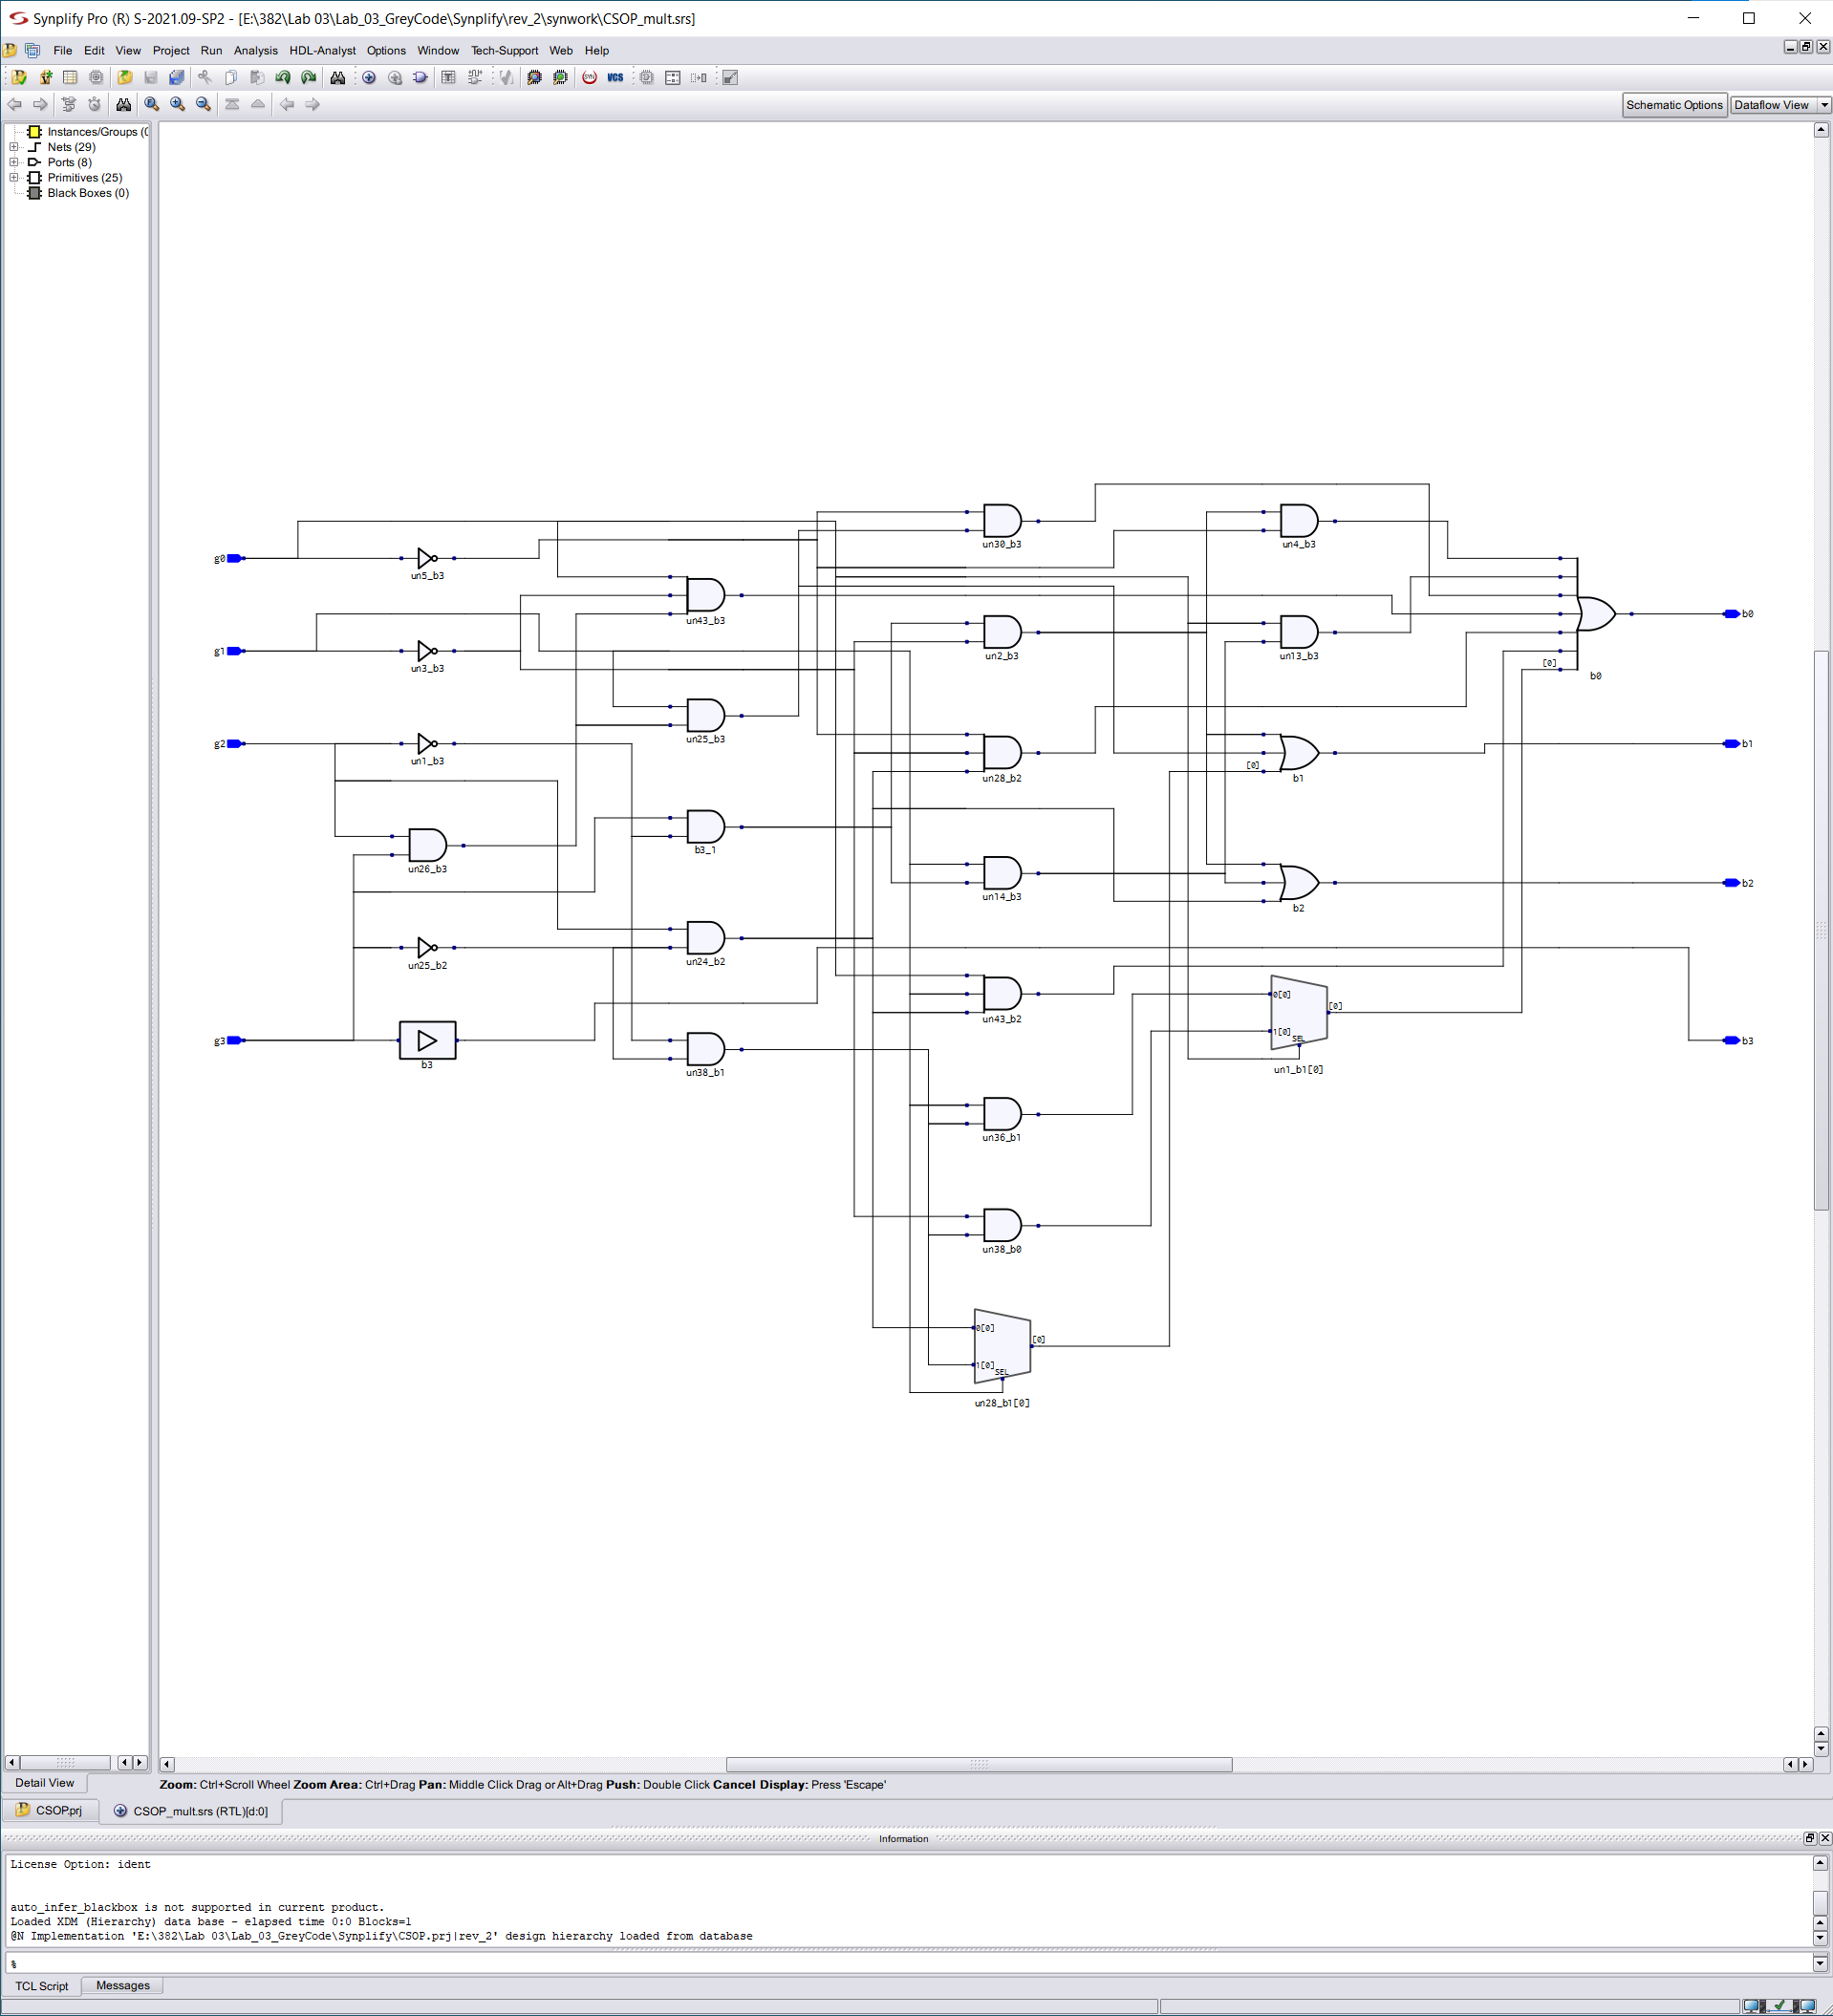 Synplify Pro (R) S-2021.09-SP2 - [E:\382\Lab 03\Lab_03_GreyCode\Synplify\rev_2\synwork\CSOP_mult.srs]
File Edit View Project Run Analysis HDL-Analyst Options Window Tech-Support Web Help
VCS
Schematic Options Dataflow View
Nets (29)
Ports (8)
Primitives (25)
Black Boxes (0)
Instances/Groups (
g0
un5_b3
un30_b3
un4_b3
un43_b3
b0
g1
un3_b3
un2_b3
un13_b3
[0]
b0
un25_b3
g2
un1_b3
un28_b2
[0]
b1
b1
un26_b3
b3_1
un14_b3
b2
b2
un25_b2
un24_b2
un43_b2
0[0]
[0]
1[0]
SEL
un1_b1[0]
g3
b3
un38_b1
b3
un36_b1
un38_b0
0[0]
[0]
1[0]
SEL
un28_b1[0]
Detail View
Zoom: Ctrl+Scroll Wheel Zoom Area: Ctrl+Drag Pan: Middle Click Drag or Alt+Drag Push: Double Click Cancel Display: Press 'Escape'
CSOP.prj CSOP_mult.srs (RTL)[d:0]
Information
License Option: ident
auto_infer_blackbox is not supported in current product.
Loaded XDM (Hierarchy) data base - elapsed time 0:0 Blocks=1
@N Implementation 'E:\382\Lab 03\Lab_03_GreyCode\Synplify\CSOP.prj|rev_2' design hierarchy loaded from database
%
TCL Script Messages